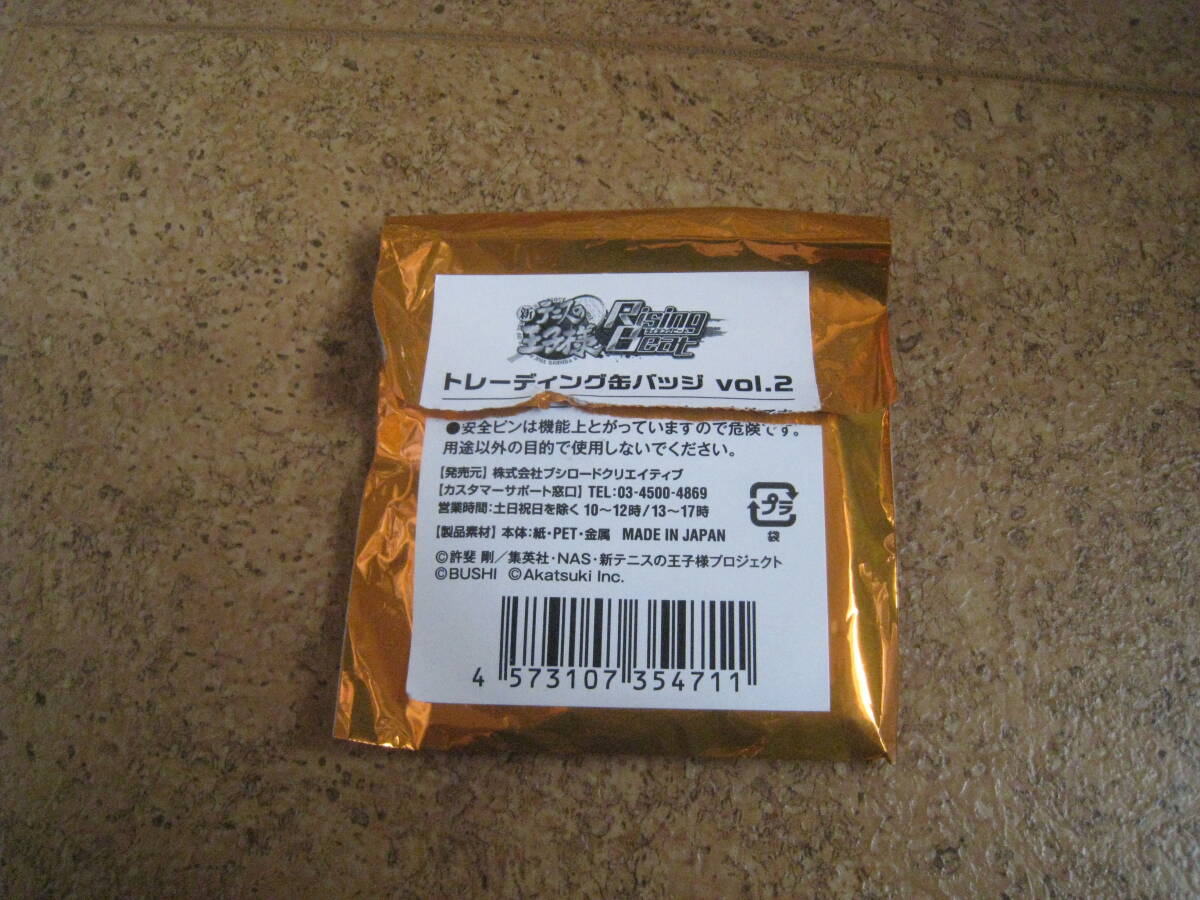 新テニスの王子様
Rising Beat
ライジングビート
トレーディング缶バッジ vol.2
●安全ピンは機能上とがっていますので危険です。
用途以外の目的で使用しないでください。
【発売元】株式会社ブシロードクリエイティブ
【カスタマーサポート窓口】TEL:03-4500-4869
営業時間:土日祝日を除く 10〜12時/13〜17時
プラ
袋
【製品素材】本体:紙・PET・金属 MADE IN JAPAN
©許斐 剛/集英社・NAS・新テニスの王子様プロジェクト
©BUSHI ©Akatsuki Inc.
4 573107 354711